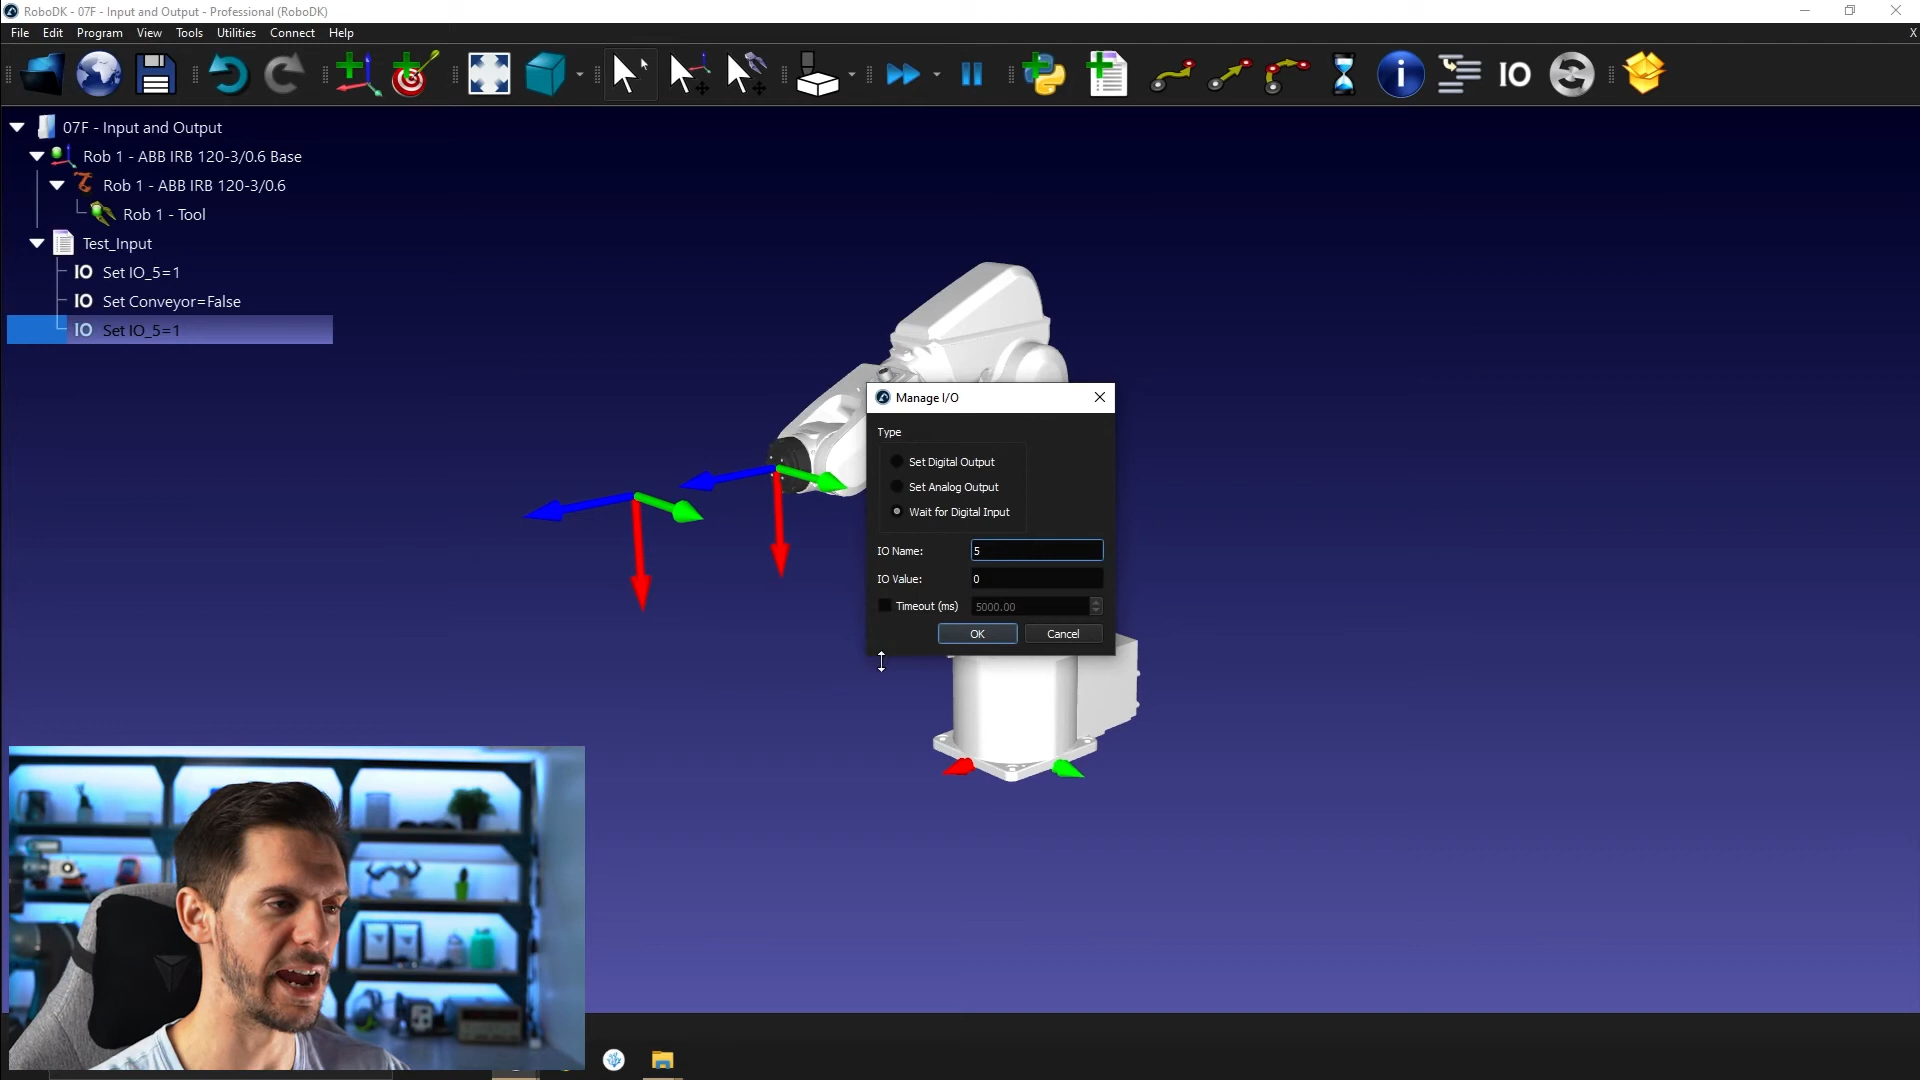 RoboDK - 07F - Input and Output - Professional (RoboDK)
File Edit Program View Tools Utilities Connect Help
X
IO
07F - Input and Output
Rob 1 - ABB IRB 120-3/0.6 Base
Rob 1 - ABB IRB 120-3/0.6
Rob 1 - Tool
Test_Input
IO Set IO_5=1
IO Set Conveyor=False
IO Set IO_5=1
Manage I/O
Type
Set Digital Output
Set Analog Output
Wait for Digital Input
IO Name: 5
IO Value: 0
Timeout (ms) 5000.00
OK Cancel